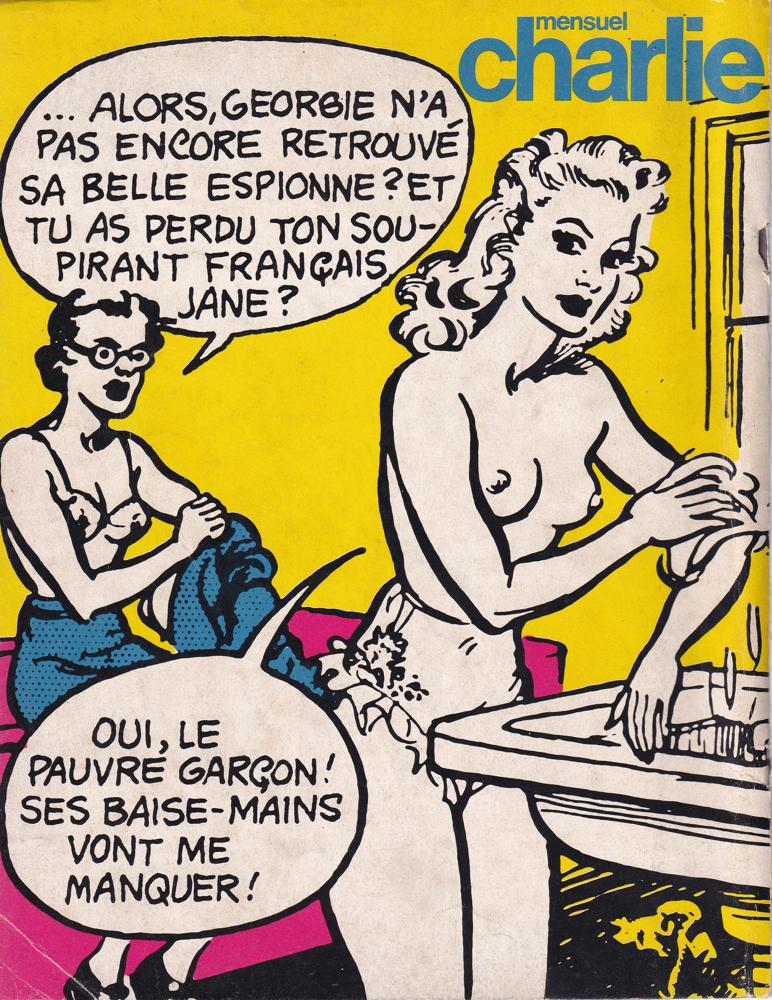 mensuel
charlie
... ALORS, GEORGIE N'A
PAS ENCORE RETROUVÉ
SA BELLE ESPIONNE? ET
TU AS PERDU TON SOU-
PIRANT FRANÇAIS
JANE?
OUI, LE
PAUVRE GARÇON!
SES BAISE-MAINS
VONT ME
MANQUER!